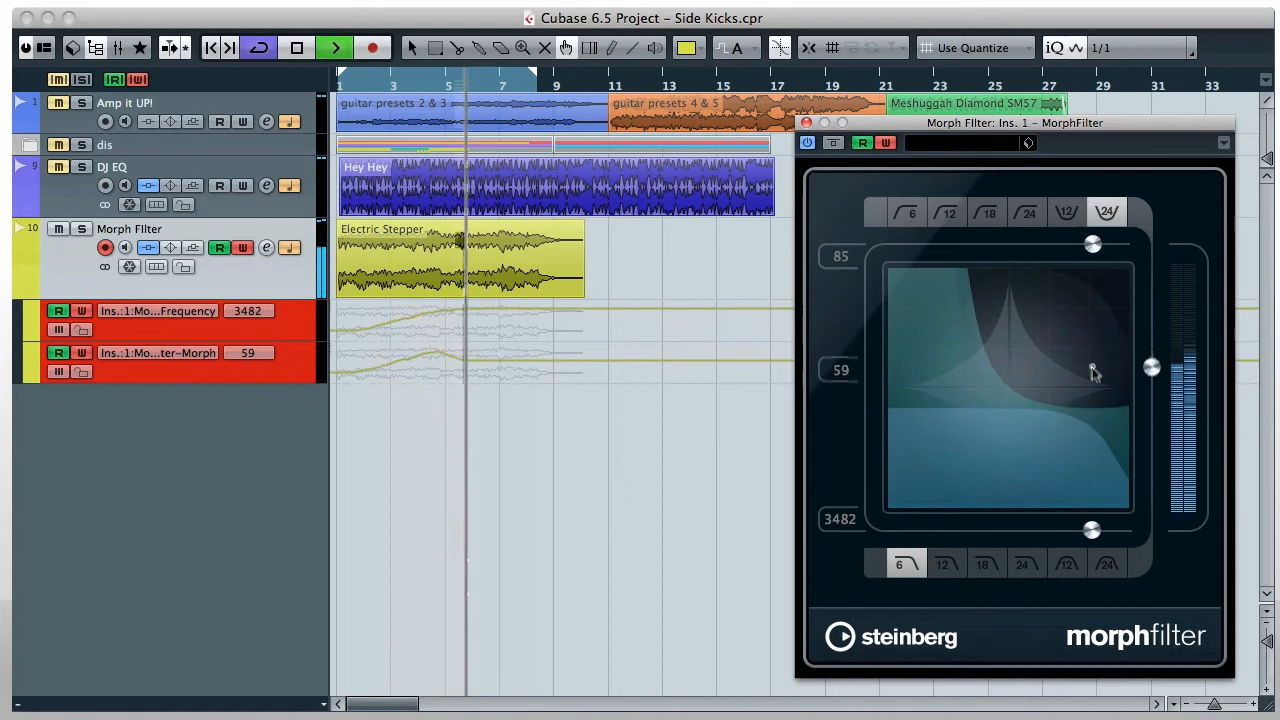 Cubase 6.5 Project – Side Kicks.cpr
A
Use Quantize
iQ
1/1
M S R W
1 3 5 7 9 11 13 15 17 19 21 23 25 27 29 31 33
1 M S Amp it UP!
R W e
guitar presets 2 & 3
guitar presets 4 & 5
Meshuggah Diamond SM57
M S dis
9 M S DJ EQ
R W e
Hey Hey
10 M S Morph FIlter
R W e
Electric Stepper
R W Ins.:1:Mo...Frequency 3482
R W Ins.:1:Mo...ter–Morph 59
Morph FIlter: Ins. 1 – MorphFilter
R W
6 12 18 24 12 24
85
59
3482
6 12 18 24 12 24
steinberg
morphfilter